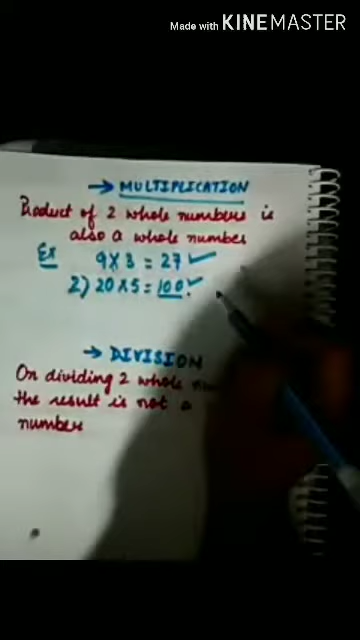 Made with KINEMASTER
→ MULTIPLICATION
Product of 2 whole numbers is
also a whole number
Ex 9 x 3 = 27 ✓
2) 20 x 5 = 100. ✓
→ DIVISION
On dividing 2 whole
the result is not a
number